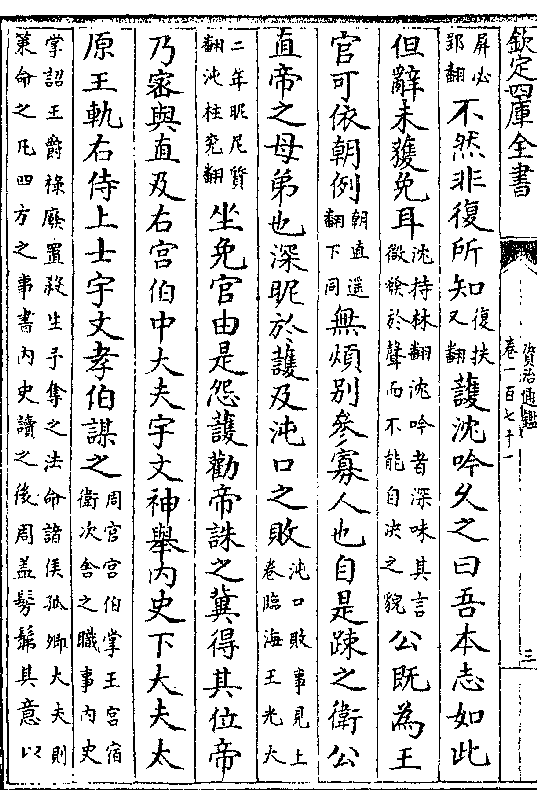 欽定四庫全書
資治通鑑
卷一百七十一
三
屏必郢翻不然非復所知復扶又翻護沈吟久之曰吾本志如此
但辭未獲免耳沈持林翻沈吟者深味其言微發於聲而不能自决之貌公既為王
官可依朝例朝直遥翻下同無煩别參寡人也自是踈之衛公
直帝之母弟也深昵於護及沌口之敗沌口敗事見上卷臨海王光大
二年昵尼質翻沌柱兖翻坐免官由是怨護勸帝誅之冀得其位帝
乃密與直及右宫伯中大夫宇文神舉内史下大夫太
原王軌右侍上士宇文孝伯謀之周官宫伯掌王宫宿衛次舍之職事内史
掌詔王爵祿廢置殺生予奪之法命諸侯孤卿大夫則策命之凡四方之事書内史讀之後周盖髣髴其意以